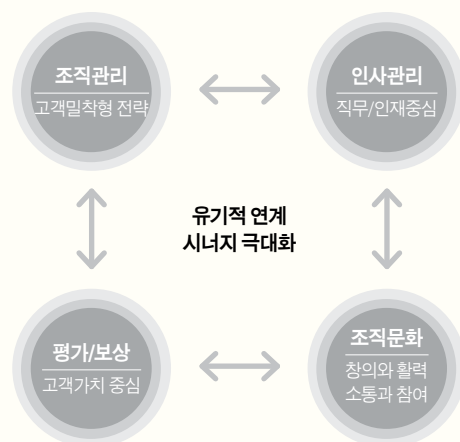 조직관리
고객밀착형 전략
인사관리
직무/인재중심
유기적 연계
시너지 극대화
평가/보상
고객가치 중심
조직문화
창의와 활력
소통과 참여